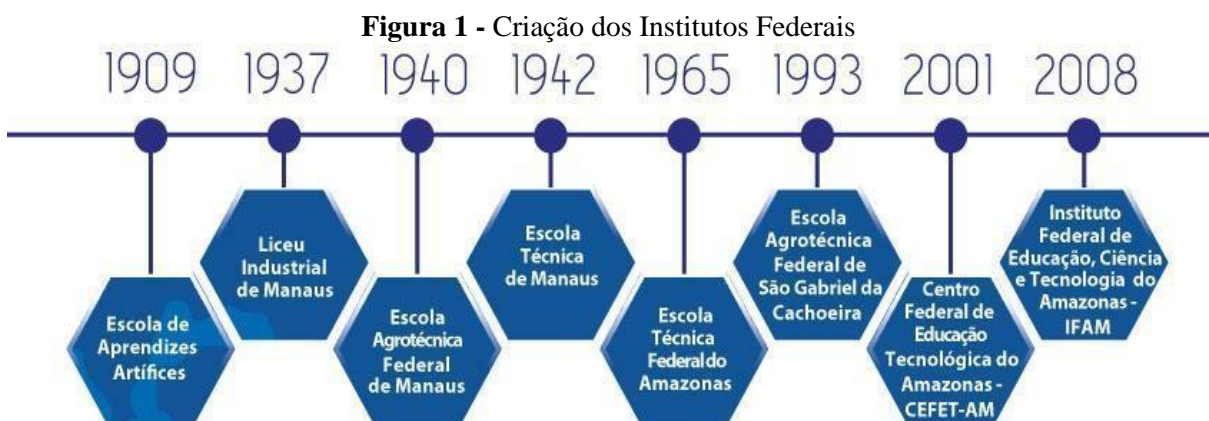 Figura 1 - Criação dos Institutos Federais
1909
1937
1940
1942
1965
1993
2001
2008
Escola de
Aprendizes
Artífices
Liceu
Industrial
de Manaus
Escola
Agrotécnica
Federal
de Manaus
Escola
Técnica
de Manaus
Escola
Técnica
Federal do
Amazonas
Escola
Agrotécnica
Federal de
São Gabriel da
Cachoeira
Centro
Federal de
Educação
Tecnológica do
Amazonas -
CEFET-AM
Instituto
Federal de
Educação, Ciência
e Tecnologia do
Amazonas -
IFAM